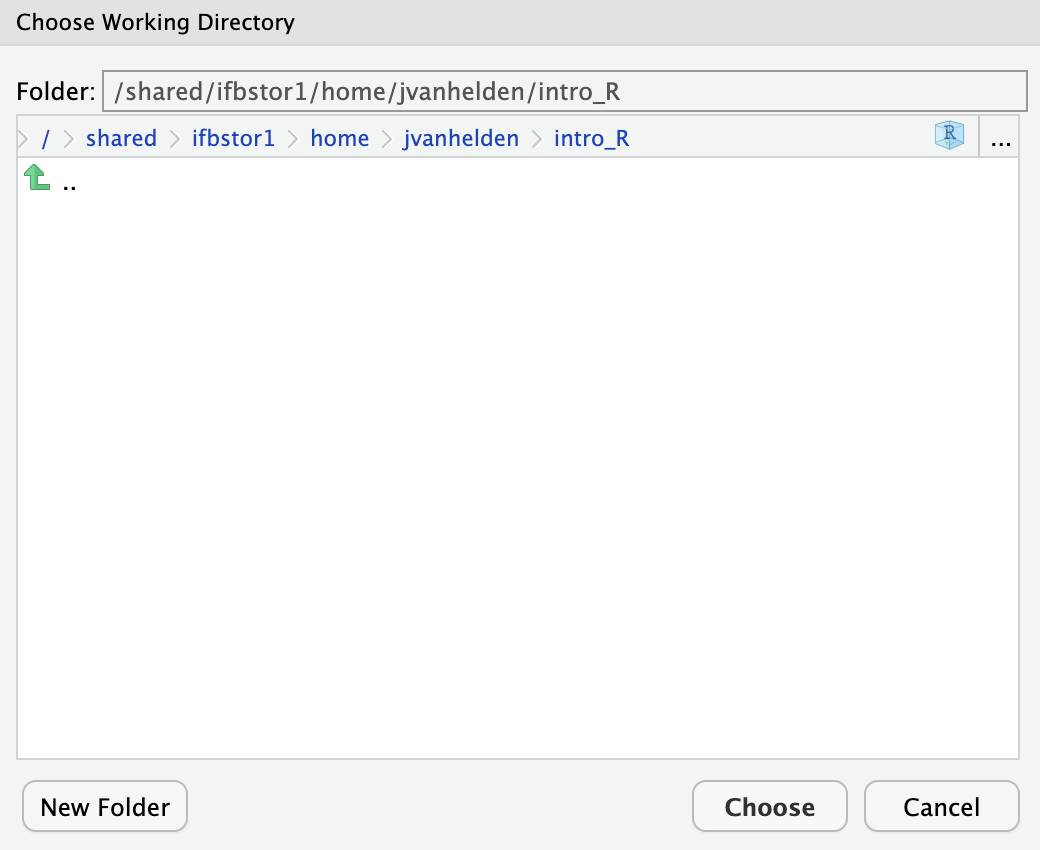 Choose Working Directory
Folder: /shared/ifbstor1/home/jvanhelden/intro_R
/ shared ifbstor1 home jvanhelden intro_R R ...
..
New Folder Choose Cancel